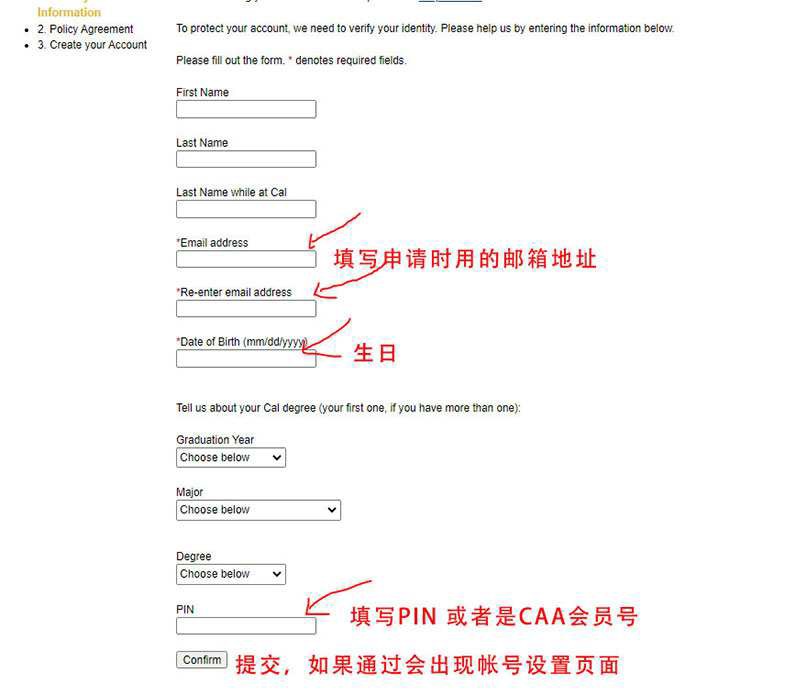 Information
2. Policy Agreement
3. Create your Account
To protect your account, we need to verify your identity. Please help us by entering the information below.
Please fill out the form. * denotes required fields.
First Name
Last Name
Last Name while at Cal
*Email address
填写申请时用的邮箱地址
*Re-enter email address
*Date of Birth (mm/dd/yyyy)
生日
Tell us about your Cal degree (your first one, if you have more than one):
Graduation Year
Choose below
Major
Choose below
Degree
Choose below
PIN
填写PIN 或者是CAA会员号
Confirm
提交，如果通过会出现帐号设置页面